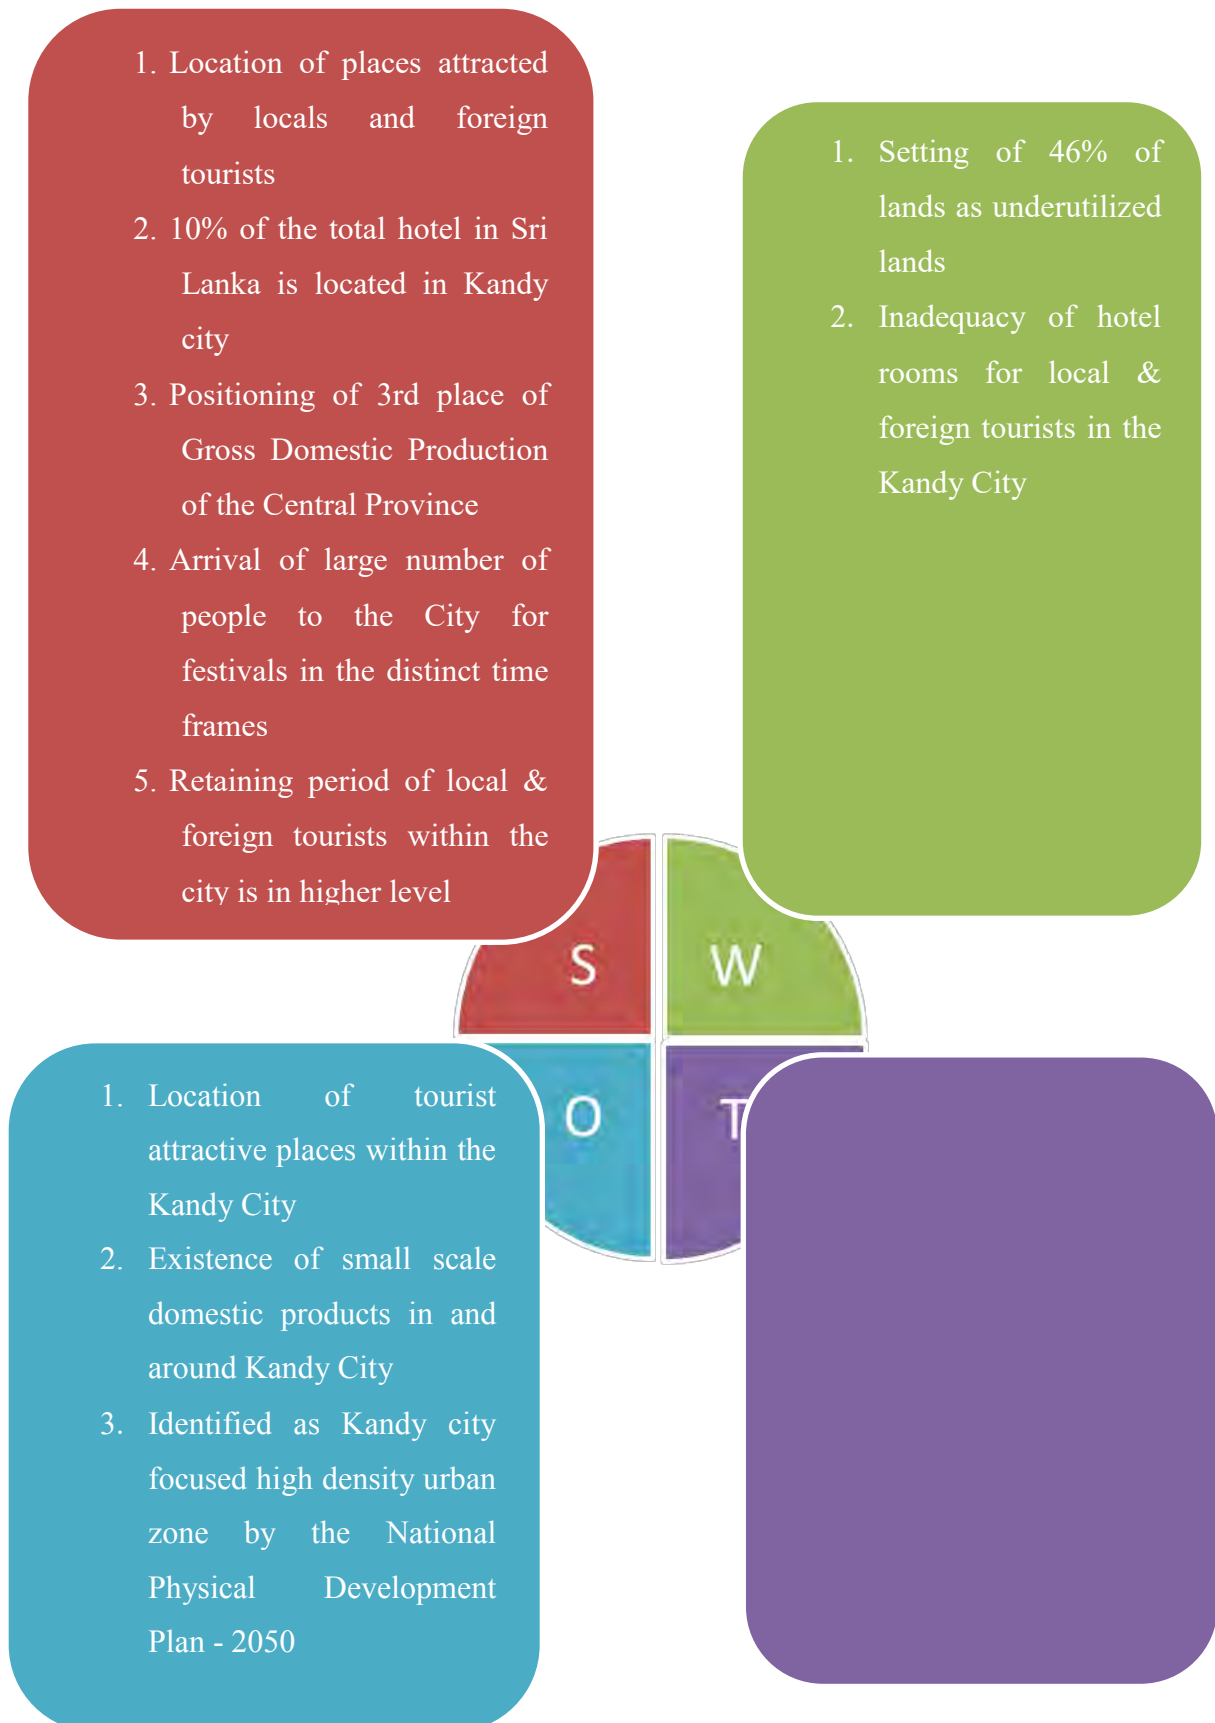 1. Location of places attracted
by locals and foreign
tourists
2. 10% of the total hotel in Sri
Lanka is located in Kandy
city
3. Positioning of 3rd place of
Gross Domestic Production
of the Central Province
4. Arrival of large number of
people to the City for
festivals in the distinct time
frames
5. Retaining period of local &
foreign tourists within the
city is in higher level
1. Setting of 46% of
lands as underutilized
lands
2. Inadequacy of hotel
rooms for local &
foreign tourists in the
Kandy City
S
W
O
T
1. Location of tourist
attractive places within the
Kandy City
2. Existence of small scale
domestic products in and
around Kandy City
3. Identified as Kandy city
focused high density urban
zone by the National
Physical Development
Plan - 2050